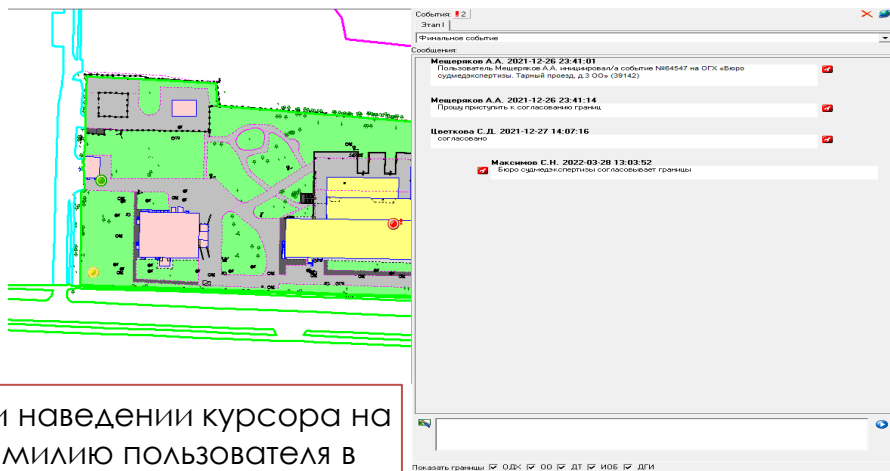 События: 2
Этап I
Финальное событие
Сообщения:
Мещеряков А.А. 2021-12-26 23:41:01
Пользователь Мещеряков А.А. инициировал/а событие №64547 на ОГХ «Бюро
судмедэкспертизы. Тарный проезд, д.3 ОО» (39142)
Мещеряков А.А. 2021-12-26 23:41:14
Прошу приступить к согласованию границ
Цветкова С.Д. 2021-12-27 14:07:16
согласовано
Максимов С.Н. 2022-03-28 13:03:52
Бюро судмедэкспертизы согласовывает границы
Показать границы ОДХ ОО ДТ ИОБ ДГИ
и наведении курсора на
милию пользователя в